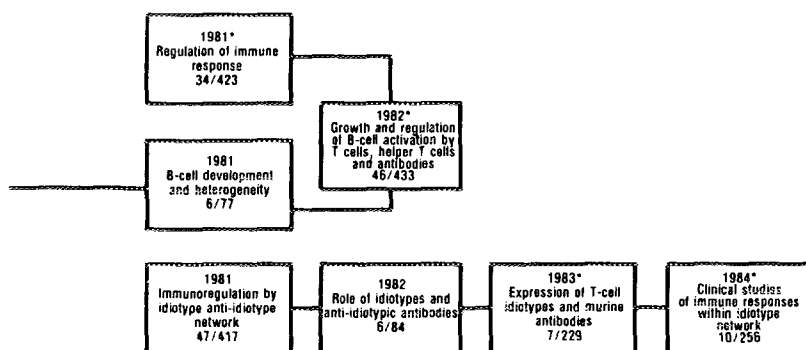 1981*
Regulation of immune
response
34/423
1982*
Growth and regulation
of B-cell activation by
T cells, helper T cells
and antibodies
46/433
1981
B-cell development
and heterogeneity
6/77
1981
Immunoregulation by
idiotype anti-idiotype
network
47/417
1982
Role of idiotypes and
anti-idiotypic antibodies
6/84
1983*
Expression of T-cell
idiotypes and murine
antibodies
7/229
1984*
Clinical studies
of immune responses
within idiotype
network
10/256